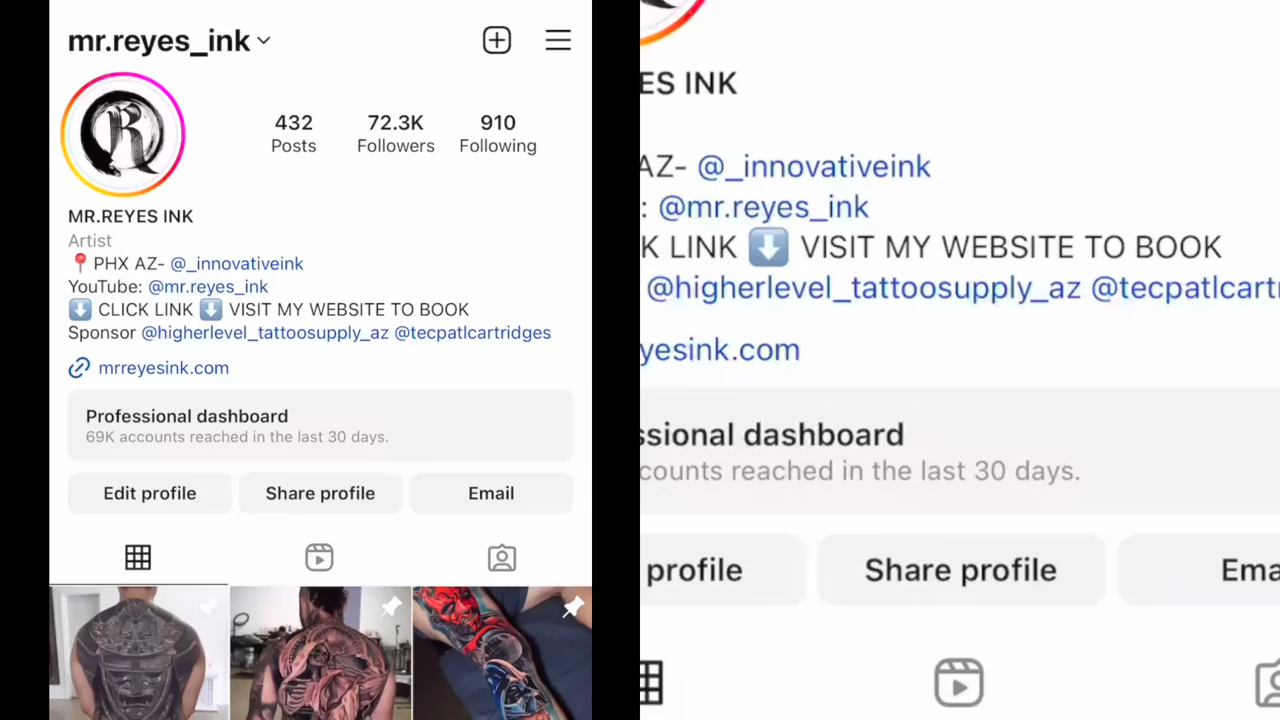 mr.reyes_ink
432
Posts
72.3K
Followers
910
Following
MR.REYES INK
Artist
📍PHX AZ- @_innovativeink
YouTube: @mr.reyes_ink
⬇️ CLICK LINK ⬇️ VISIT MY WEBSITE TO BOOK
Sponsor @higherlevel_tattoosupply_az @tecpatlcartridges
mrreyesink.com
Professional dashboard
69K accounts reached in the last 30 days.
Edit profile
Share profile
Email
ES INK
AZ- @_innovativeink
: @mr.reyes_ink
K LINK ⬇️ VISIT MY WEBSITE TO BOOK
@higherlevel_tattoosupply_az @tecpatlcart
yesink.com
ssional dashboard
counts reached in the last 30 days.
profile
Share profile
Ema